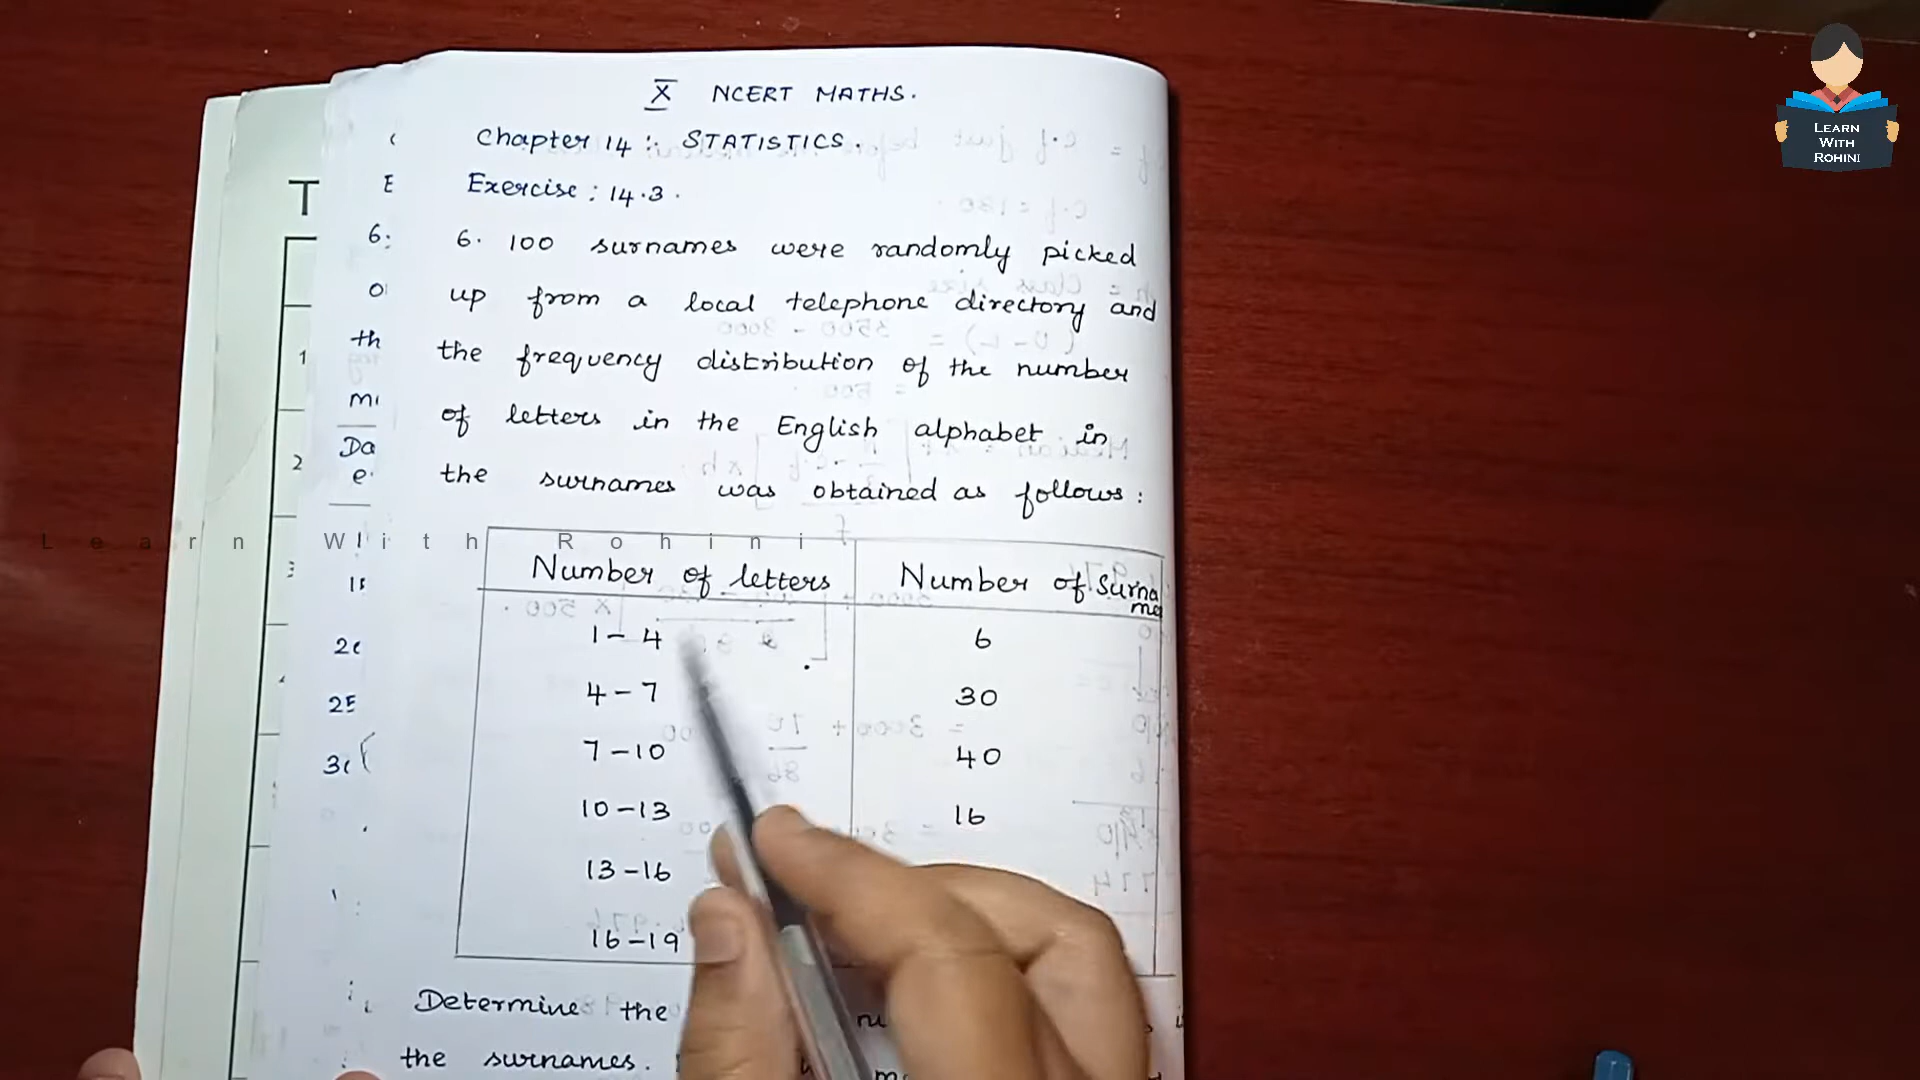 X NCERT MATHS.
Chapter 14 : STATISTICS.
Exercise : 14.3.
6. 100 surnames were randomly picked
up from a local telephone directory and
the frequency distribution of the number
of letters in the English alphabet in
the surnames was obtained as follows :
Learn With Rohini
Number of letters Number of Surna
me
1 - 4 6
4 - 7 30
7 - 10 40
10 - 13 16
13 - 16
16 - 19
Determine the
the surnames.
LEARN
WITH
ROHINI